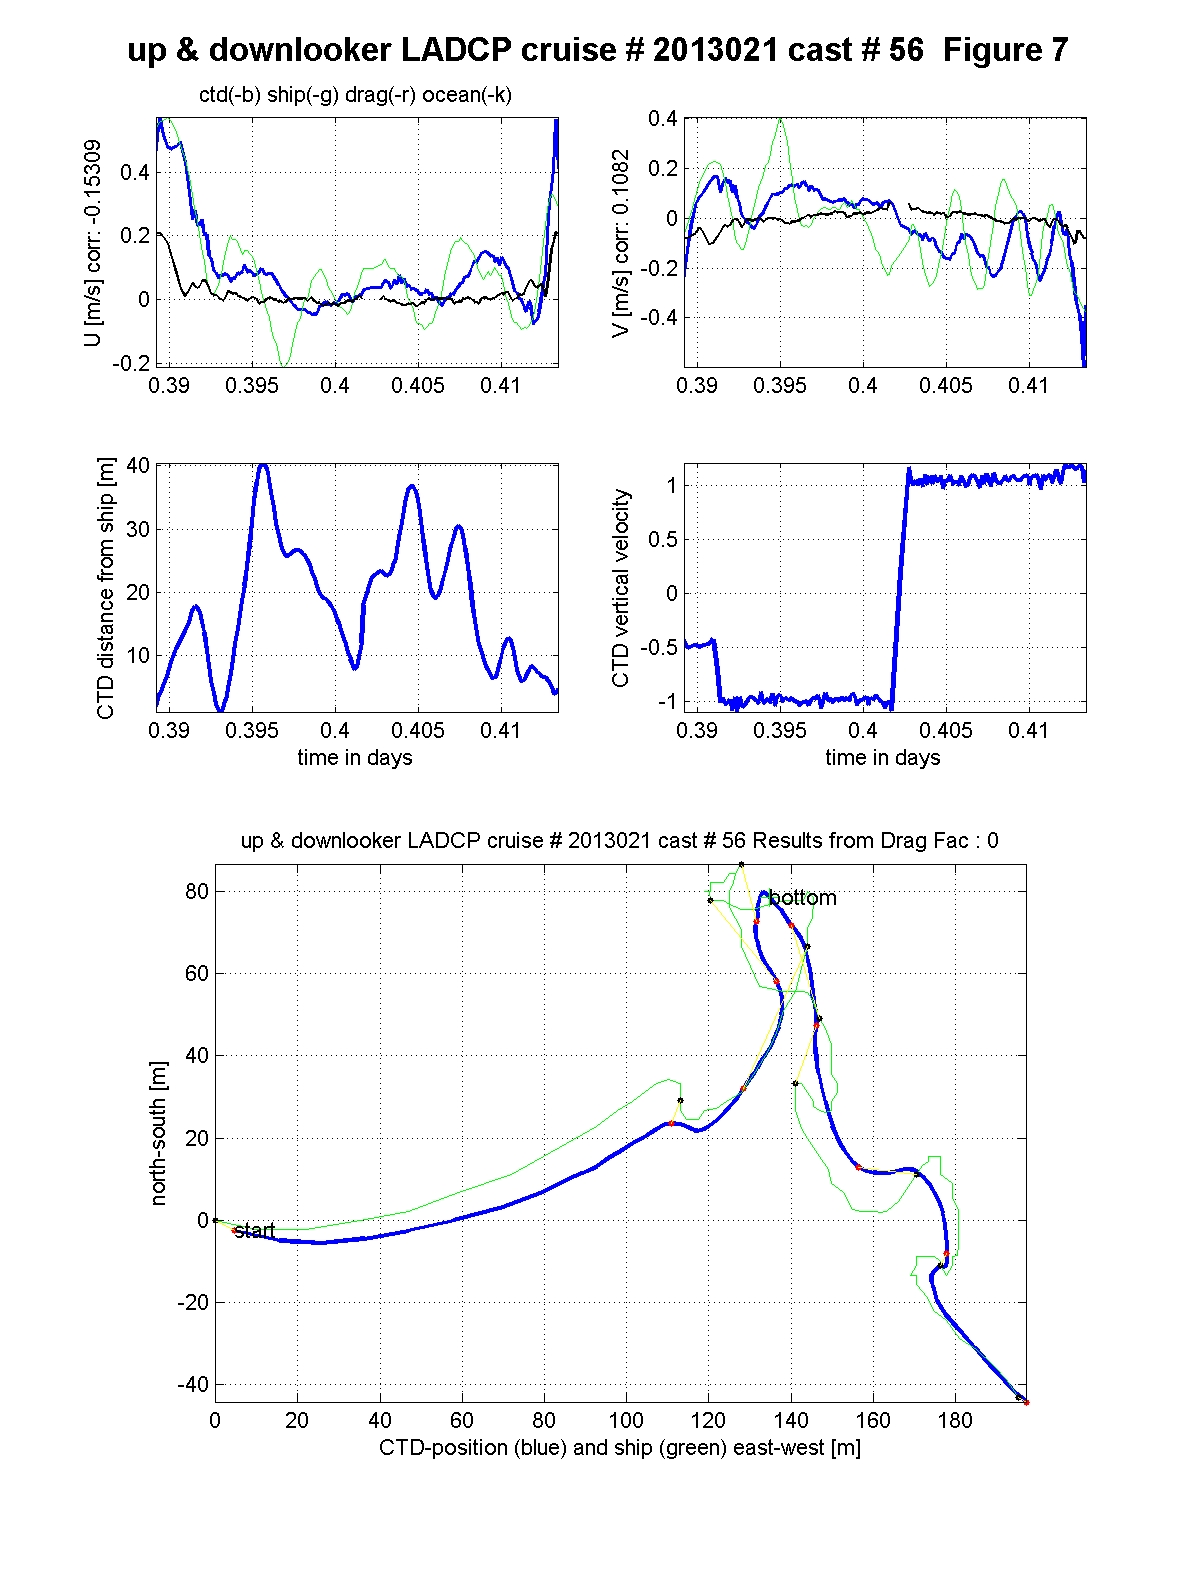 up & downlooker LADCP cruise # 2013021 cast # 56  Figure 7
ctd(-b) ship(-g) drag(-r) ocean(-k)
U [m/s] corr: -0.15309
0.4
0.2
0
-0.2
0.39 0.395 0.4 0.405 0.41
V [m/s] corr: 0.1082
0.4
0.2
0
-0.2
-0.4
0.39 0.395 0.4 0.405 0.41
CTD distance from ship [m]
40
30
20
10
0.39 0.395 0.4 0.405 0.41
time in days
CTD vertical velocity
1
0.5
0
-0.5
-1
0.39 0.395 0.4 0.405 0.41
time in days
up & downlooker LADCP cruise # 2013021 cast # 56 Results from Drag Fac : 0
north-south [m]
80
60
40
20
0
-20
-40
bottom
start
0 20 40 60 80 100 120 140 160 180
CTD-position (blue) and ship (green) east-west [m]